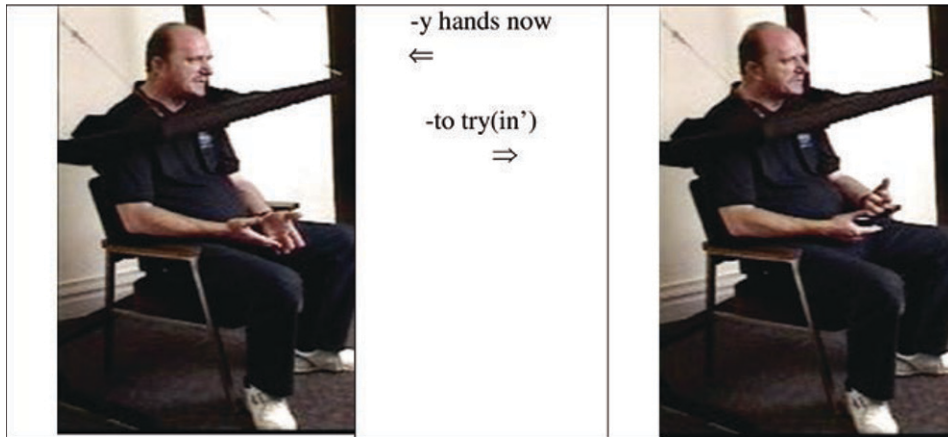 -y hands now
⇐
-to try(in’)
⇒